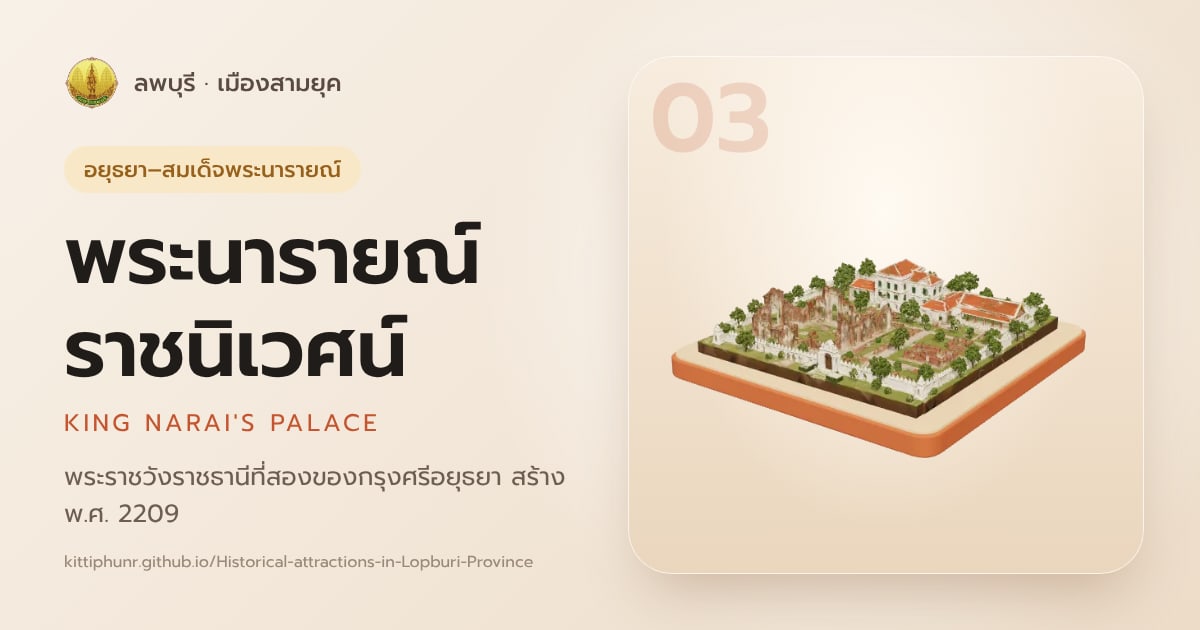 ลพบุรี · เมืองสามยุค
อยุธยา–สมเด็จพระนารายณ์
พระนารายณ์
ราชนิเวศน์
KING NARAI'S PALACE
พระราชวังราชธานีที่สองของกรุงศรีอยุธยา สร้าง
พ.ศ. 2209
kittiphunr.github.io/Historical-attractions-in-Lopburi-Province
03